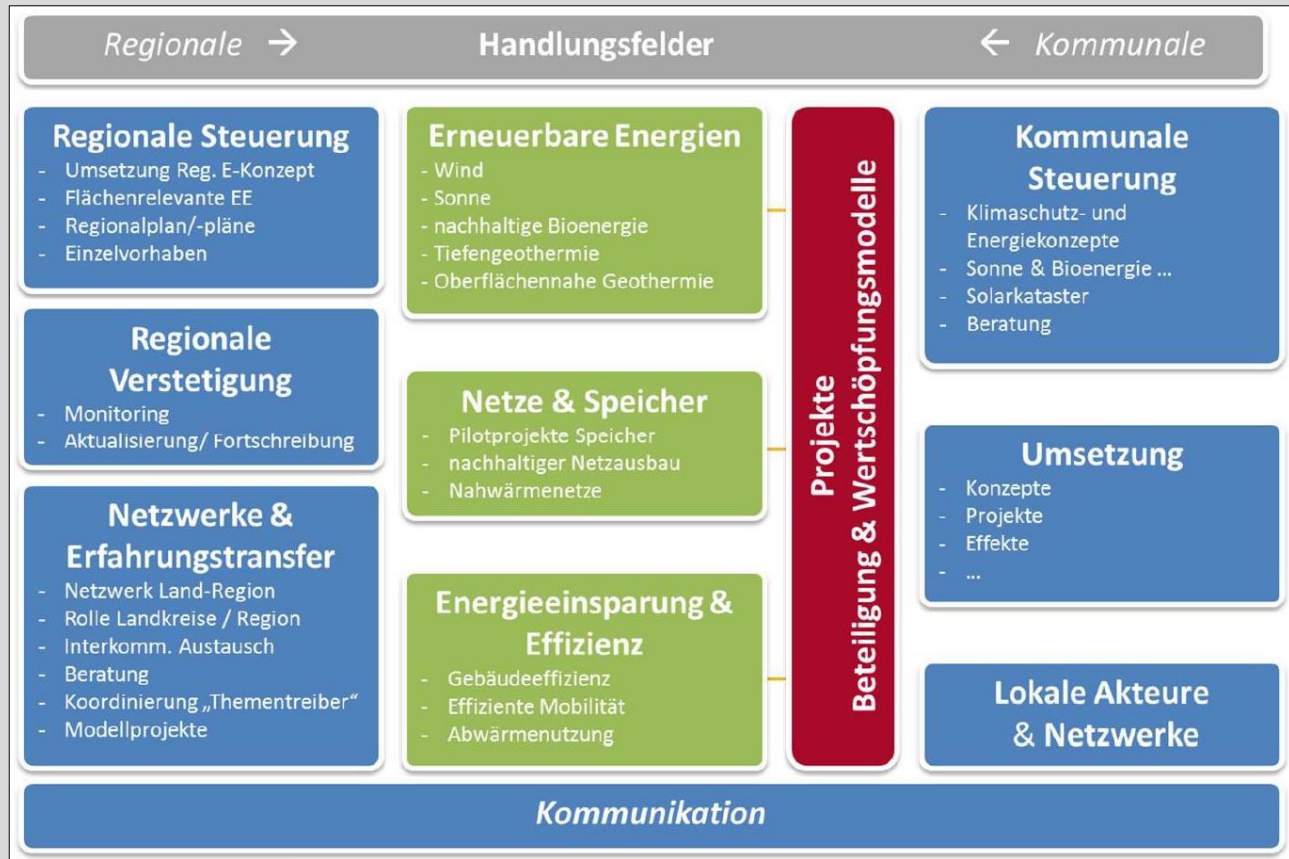 Regionale → Handlungsfelder ← Kommunale
Regionale Steuerung
- Umsetzung Reg. E-Konzept
- Flächenrelevante EE
- Regionalplan/-pläne
- Einzelvorhaben
Regionale
Verstetigung
- Monitoring
- Aktualisierung/ Fortschreibung
Netzwerke &
Erfahrungstransfer
- Netzwerk Land-Region
- Rolle Landkreise / Region
- Interkomm. Austausch
- Beratung
- Koordinierung „Thementreiber“
- Modellprojekte
Erneuerbare Energien
- Wind
- Sonne
- nachhaltige Bioenergie
- Tiefengeothermie
- Oberflächennahe Geothermie
Netze & Speicher
- Pilotprojekte Speicher
- nachhaltiger Netzausbau
- Nahwärmenetze
Energieeinsparung &
Effizienz
- Gebäudeeffizienz
- Effiziente Mobilität
- Abwärmenutzung
Projekte
Beteiligung & Wertschöpfungsmodelle
Kommunale
Steuerung
- Klimaschutz- und
Energiekonzepte
- Sonne & Bioenergie ...
- Solarkataster
- Beratung
Umsetzung
- Konzepte
- Projekte
- Effekte
- ...
Lokale Akteure
& Netzwerke
Kommunikation